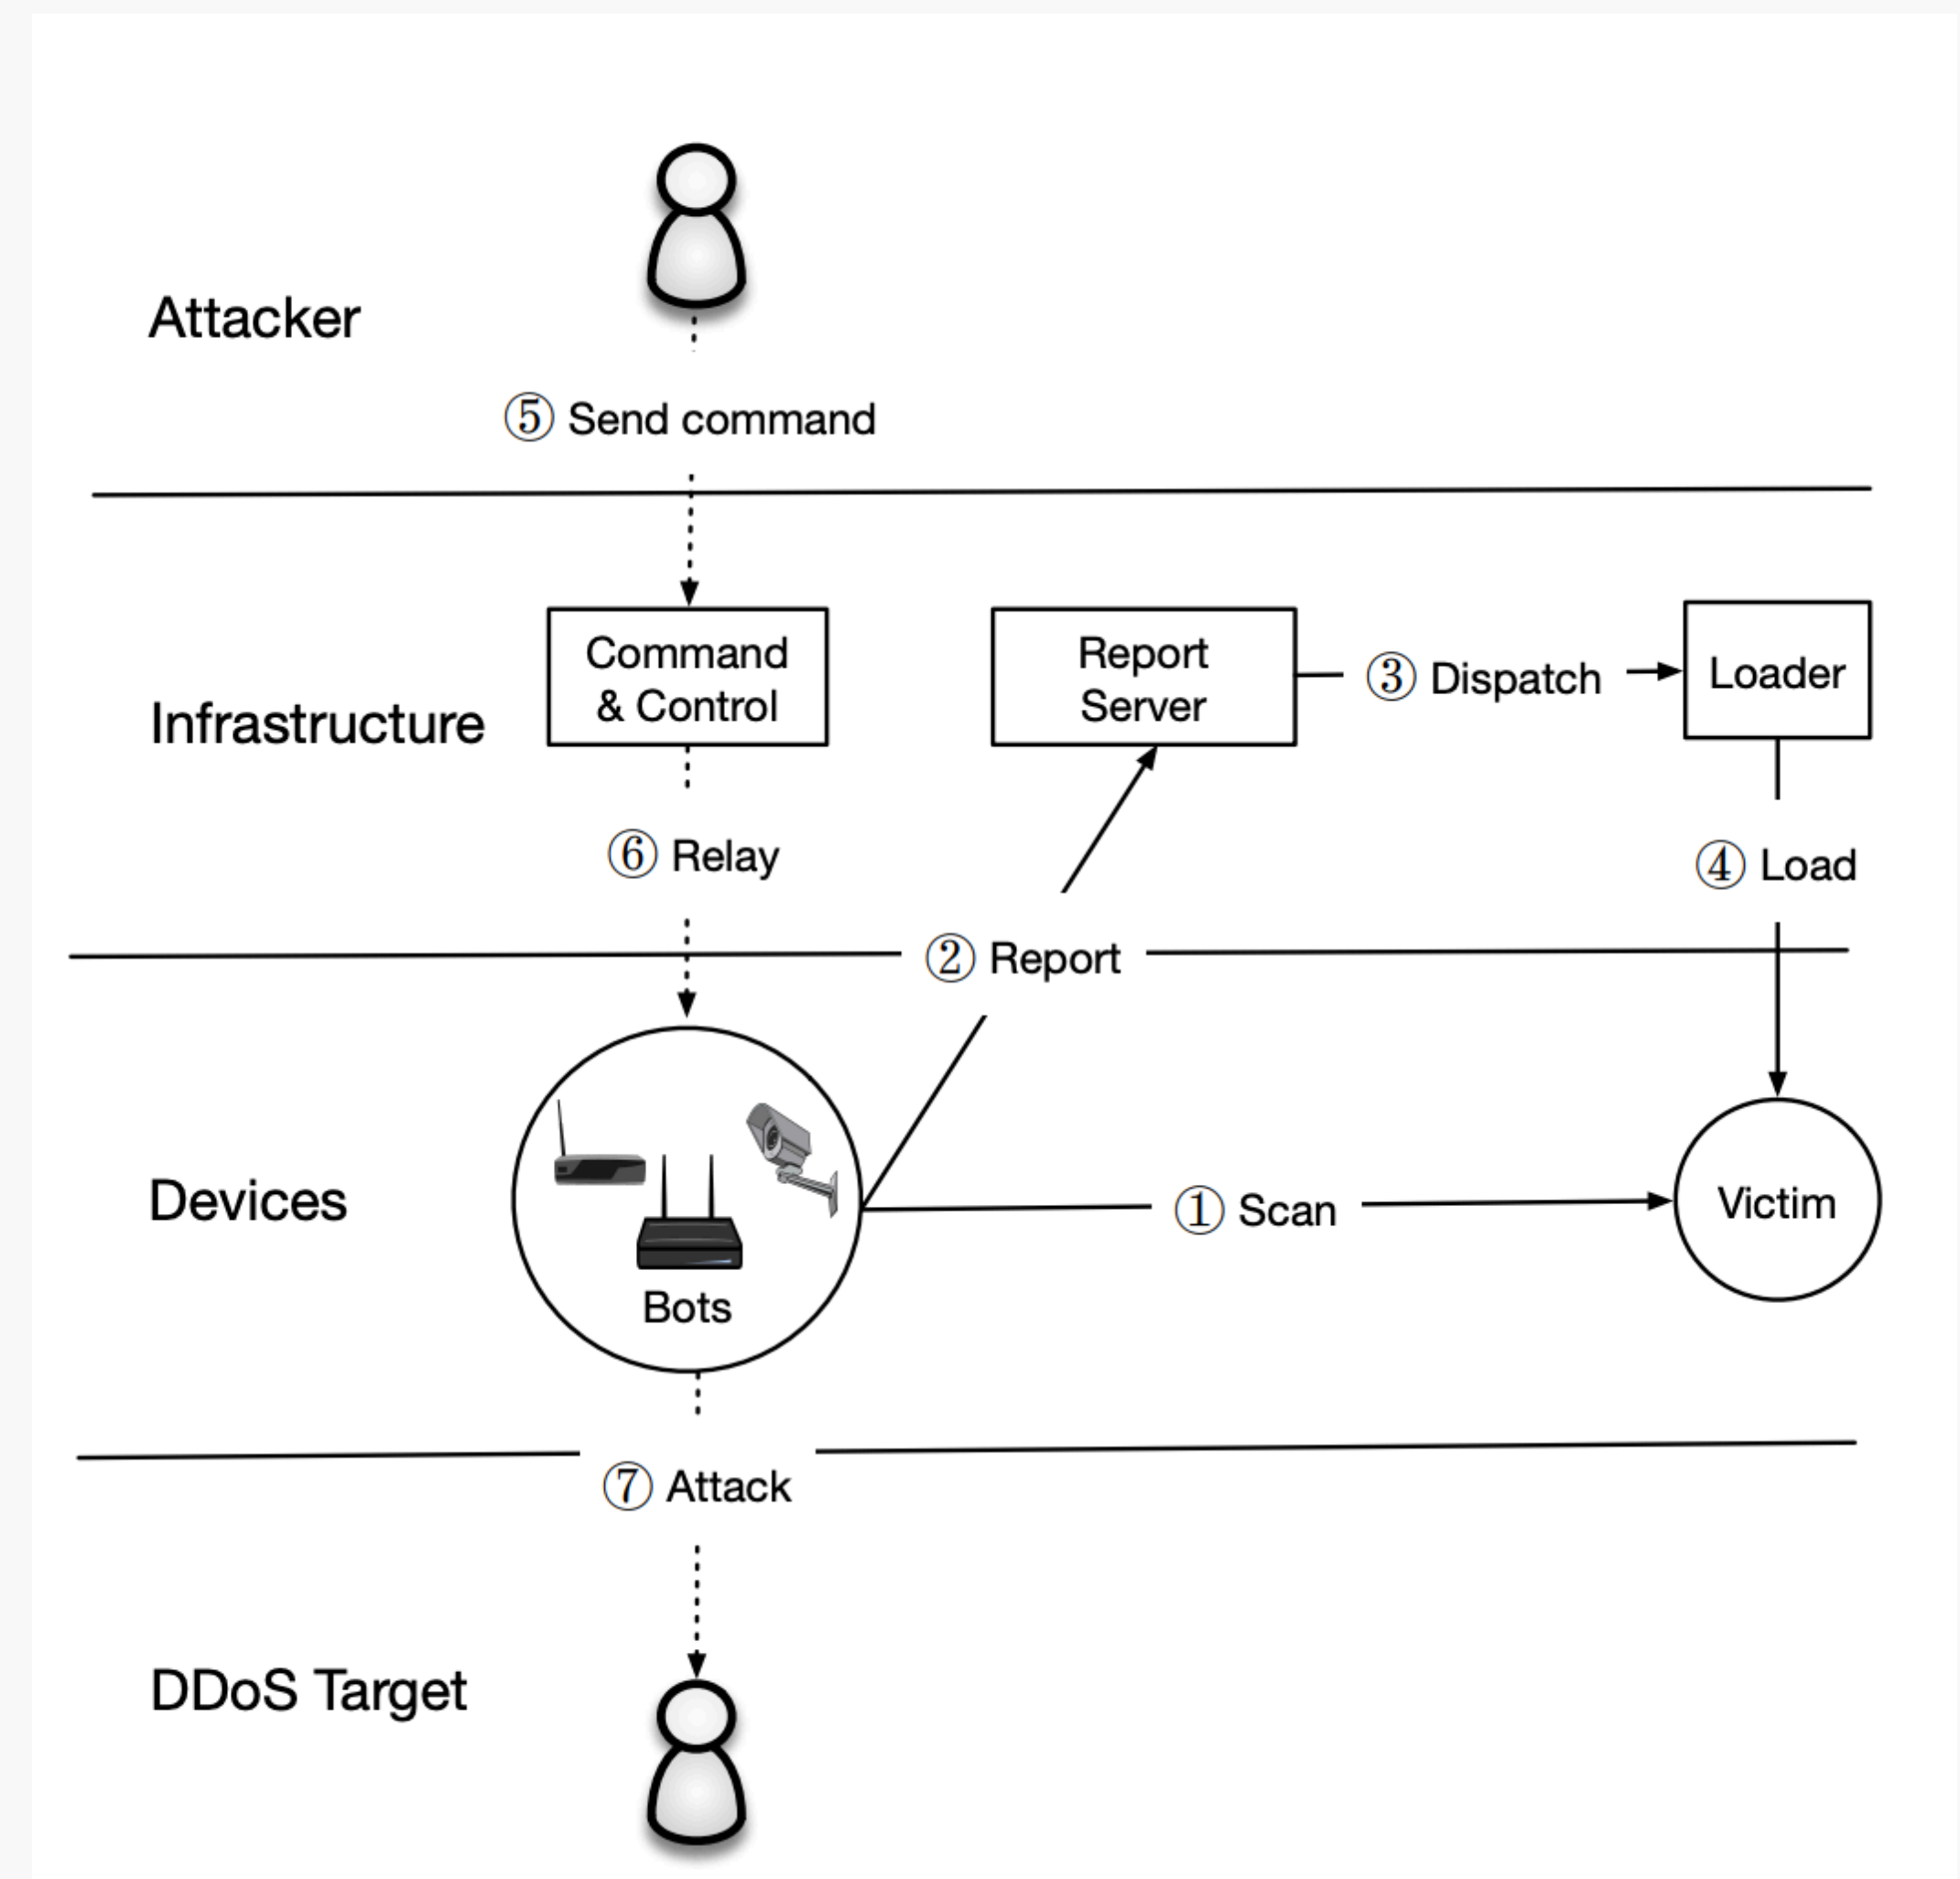 Attacker
⑤ Send command
Infrastructure
Command
& Control
Report
Server
③ Dispatch
Loader
⑥ Relay
④ Load
② Report
Devices
Bots
① Scan
Victim
⑦ Attack
DDoS Target